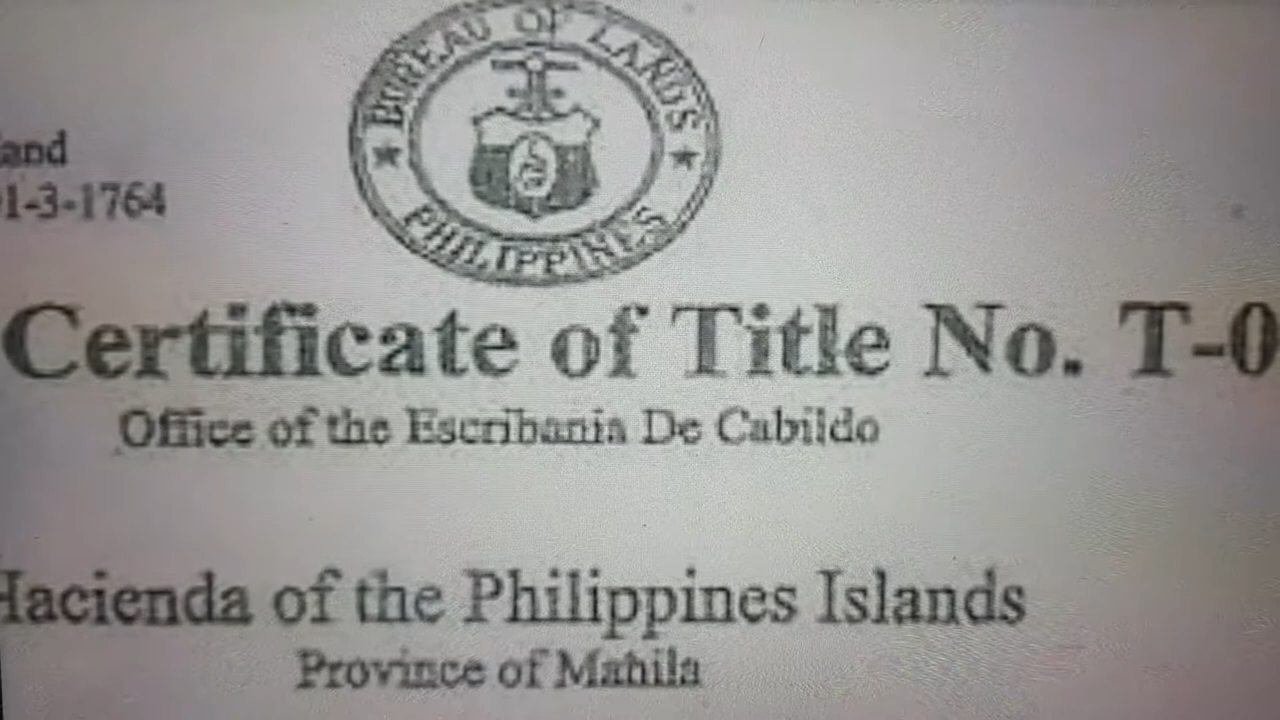 BUREAU OF LANDS
PHILIPPINES
and
1-3-1764
Certificate of Title No. T-0
Office of the Escribania De Cabildo
Hacienda of the Philippines Islands
Province of Manila